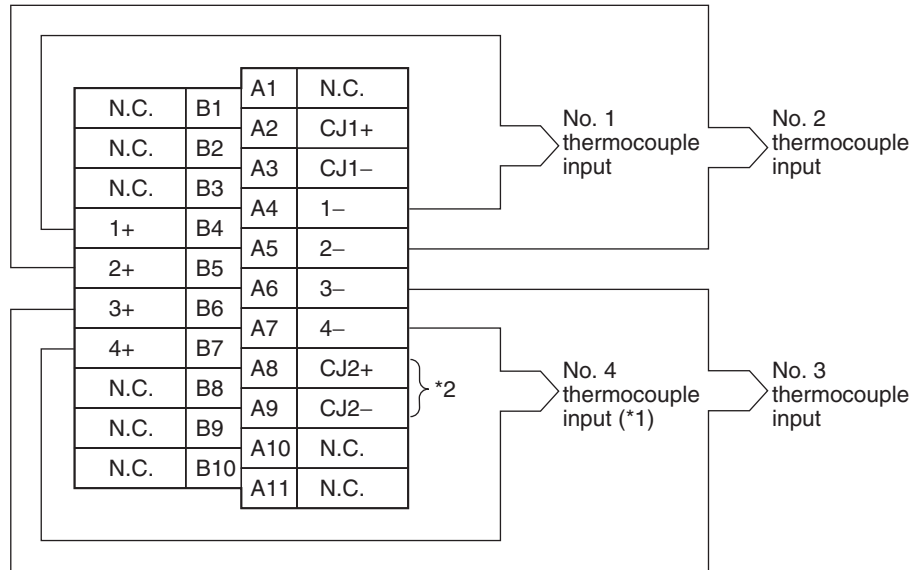 N.C. B1
N.C. B2
N.C. B3
1+ B4
2+ B5
3+ B6
4+ B7
N.C. B8
N.C. B9
N.C. B10
A1 N.C.
A2 CJ1+
A3 CJ1−
A4 1−
A5 2−
A6 3−
A7 4−
A8 CJ2+
A9 CJ2−
A10 N.C.
A11 N.C.
*2
No. 1
thermocouple
input
No. 2
thermocouple
input
No. 4
thermocouple
input (*1)
No. 3
thermocouple
input